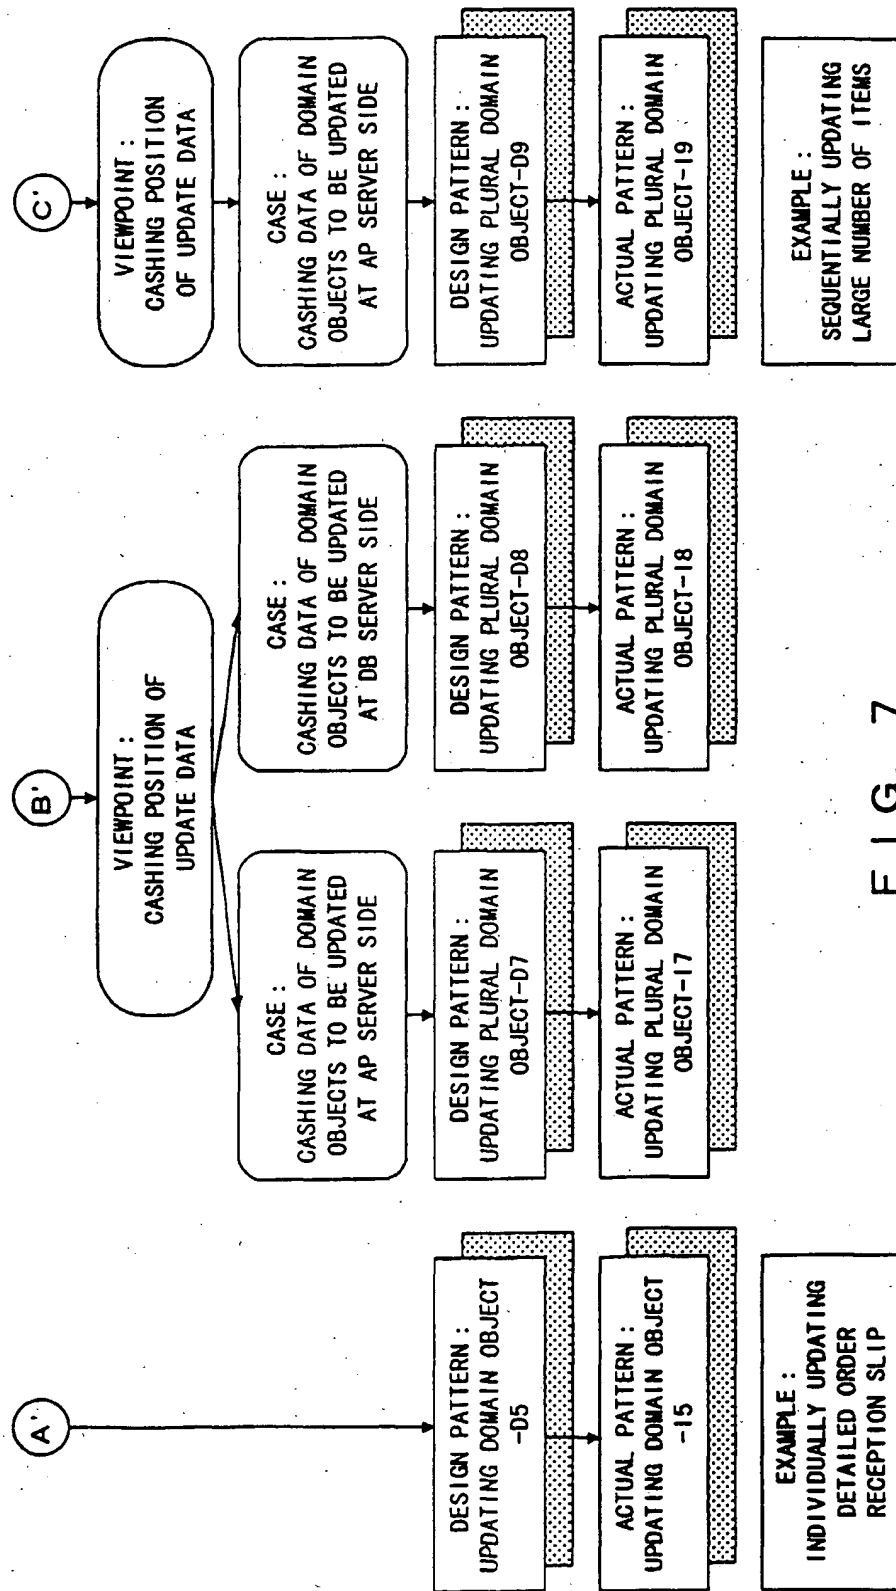 A'
DESIGN PATTERN :
UPDATING DOMAIN OBJECT
-D5
ACTUAL PATTERN :
UPDATING DOMAIN OBJECT
-I5
EXAMPLE :
INDIVIDUALLY UPDATING
DETAILED ORDER
RECEPTION SLIP
B'
VIEWPOINT :
CASHING POSITION OF
UPDATE DATA
CASE :
CASHING DATA OF DOMAIN
OBJECTS TO BE UPDATED
AT AP SERVER SIDE
DESIGN PATTERN :
UPDATING PLURAL DOMAIN
OBJECT-D7
ACTUAL PATTERN :
UPDATING PLURAL DOMAIN
OBJECT-I7
CASE :
CASHING DATA OF DOMAIN
OBJECTS TO BE UPDATED
AT DB SERVER SIDE
DESIGN PATTERN :
UPDATING PLURAL DOMAIN
OBJECT-D8
ACTUAL PATTERN :
UPDATING PLURAL DOMAIN
OBJECT-I8
C'
VIEWPOINT :
CASHING POSITION
OF UPDATE DATA
CASE :
CASHING DATA OF DOMAIN
OBJECTS TO BE UPDATED
AT AP SERVER SIDE
DESIGN PATTERN :
UPDATING PLURAL DOMAIN
OBJECT-D9
ACTUAL PATTERN :
UPDATING PLURAL DOMAIN
OBJECT-I9
EXAMPLE :
SEQUENTIALLY UPDATING
LARGE NUMBER OF ITEMS
FIG. 7